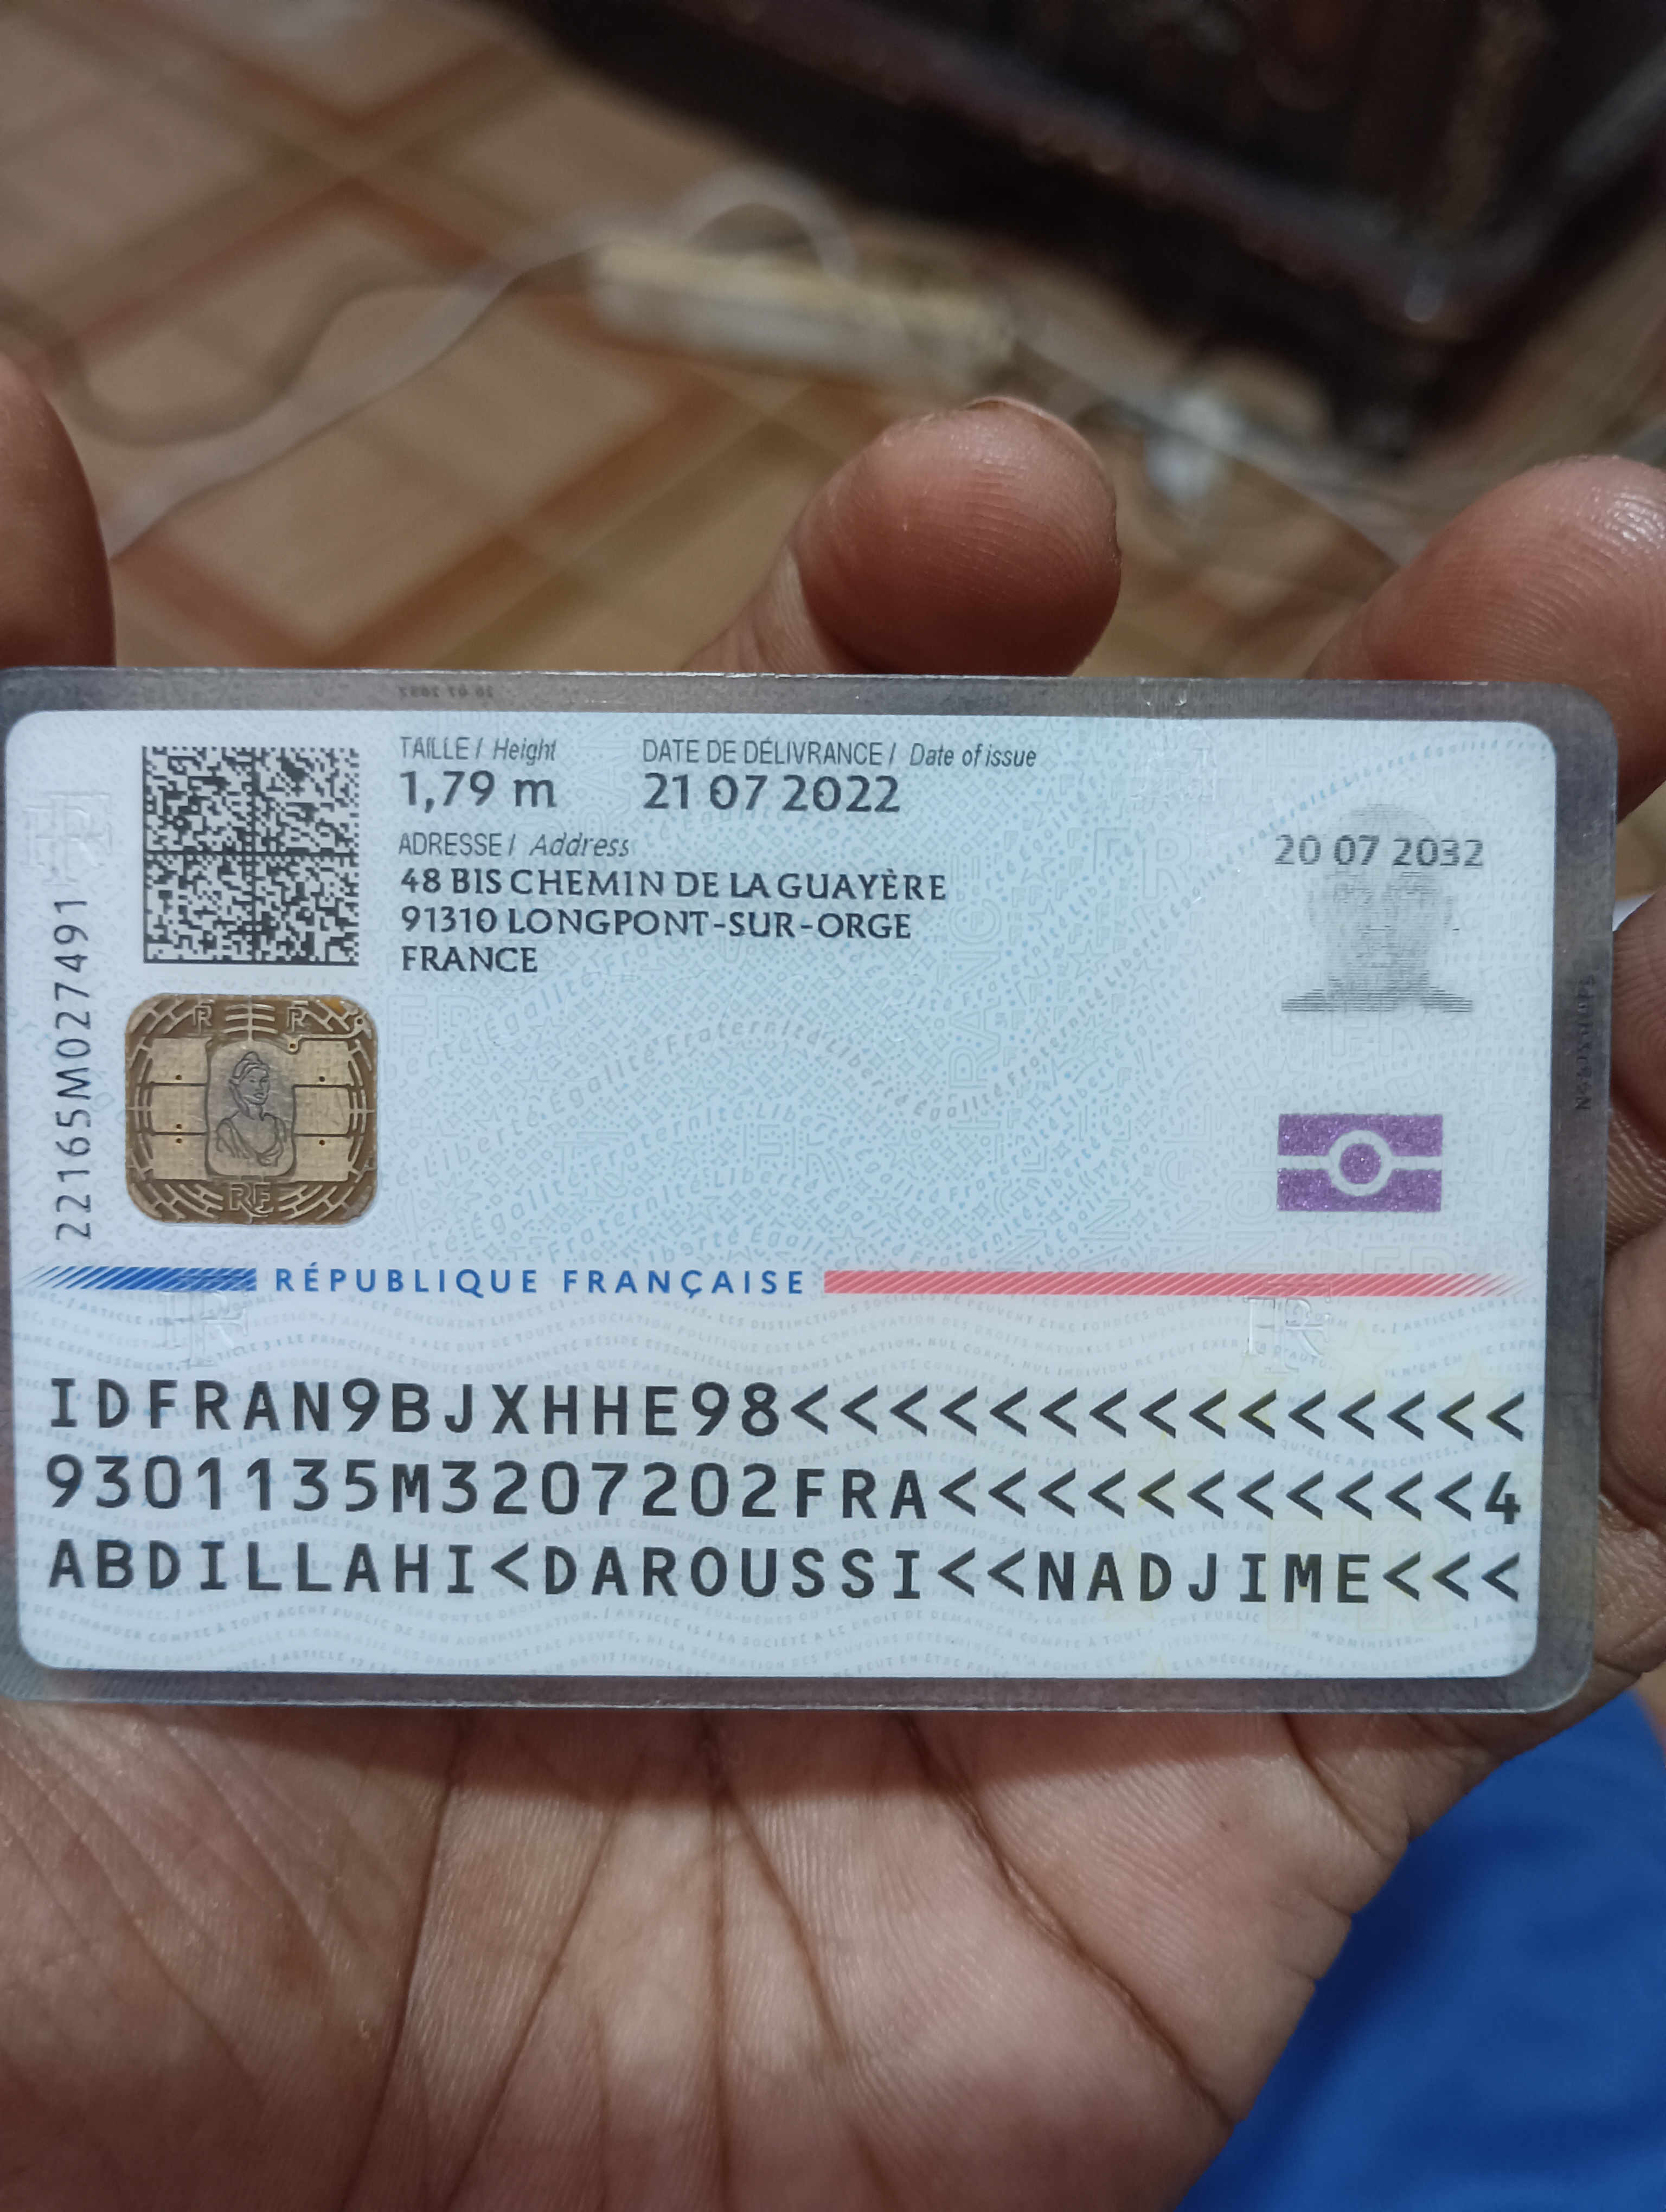 TAILLE / Height
1,79 m
DATE DE DÉLIVRANCE / Date of issue
21 07 2022
ADRESSE / Address
48 BIS CHEMIN DE LA GUAYÈRE
91310 LONGPONT-SUR-ORGE
FRANCE
20 07 2032
22165M027491
RÉPUBLIQUE FRANÇAISE
IDFRAN9BJXHHE98<<<<<<<<<<<<<<<
9301135M3207202FRA<<<<<<<<<<<4
ABDILLAHI<DAROUSSI<<NADJIME<<<